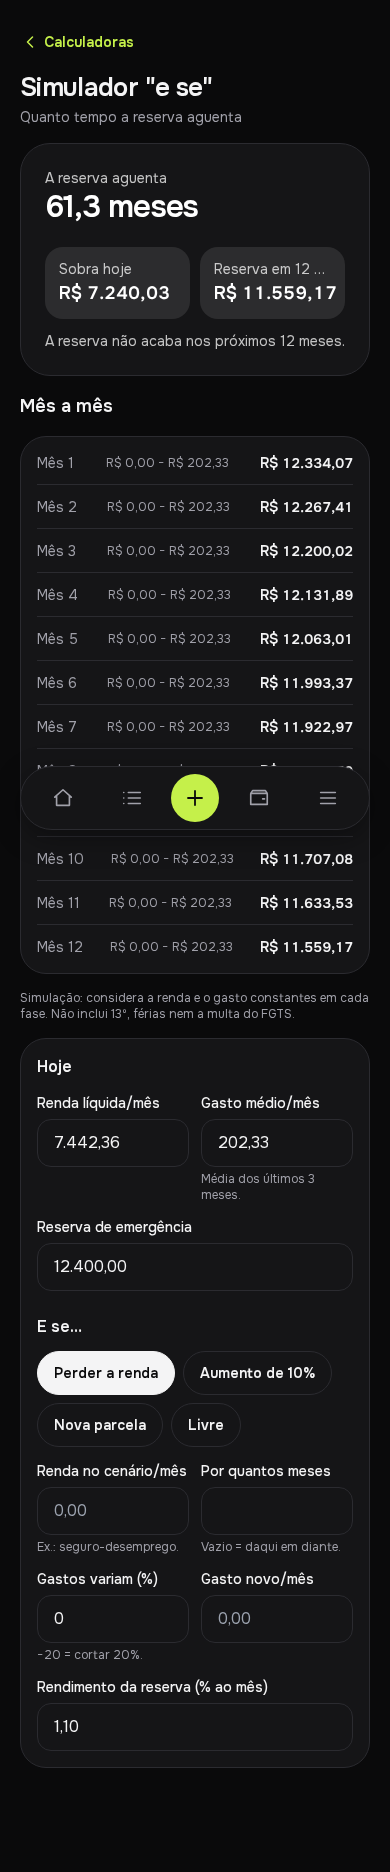 Calculadoras
Simulador "e se"
Quanto tempo a reserva aguenta
A reserva aguenta
61,3 meses
Sobra hoje
R$ 7.240,03
Reserva em 12 ...
R$ 11.559,17
A reserva não acaba nos próximos 12 meses.
Mês a mês
Mês 1 R$ 0,00 − R$ 202,33 R$ 12.334,07
Mês 2 R$ 0,00 − R$ 202,33 R$ 12.267,41
Mês 3 R$ 0,00 − R$ 202,33 R$ 12.200,02
Mês 4 R$ 0,00 − R$ 202,33 R$ 12.131,89
Mês 5 R$ 0,00 − R$ 202,33 R$ 12.063,01
Mês 6 R$ 0,00 − R$ 202,33 R$ 11.993,37
Mês 7 R$ 0,00 − R$ 202,33 R$ 11.922,97
Mês 10 R$ 0,00 − R$ 202,33 R$ 11.707,08
Mês 11 R$ 0,00 − R$ 202,33 R$ 11.633,53
Mês 12 R$ 0,00 − R$ 202,33 R$ 11.559,17
Simulação: considera a renda e o gasto constantes em cada
fase. Não inclui 13º, férias nem a multa do FGTS.
Hoje
Renda líquida/mês
7.442,36
Gasto médio/mês
202,33
Média dos últimos 3
meses.
Reserva de emergência
12.400,00
E se...
Perder a renda
Aumento de 10%
Nova parcela
Livre
Renda no cenário/mês
0,00
Ex.: seguro-desemprego.
Por quantos meses
Vazio = daqui em diante.
Gastos variam (%)
0
−20 = cortar 20%.
Gasto novo/mês
0,00
Rendimento da reserva (% ao mês)
1,10